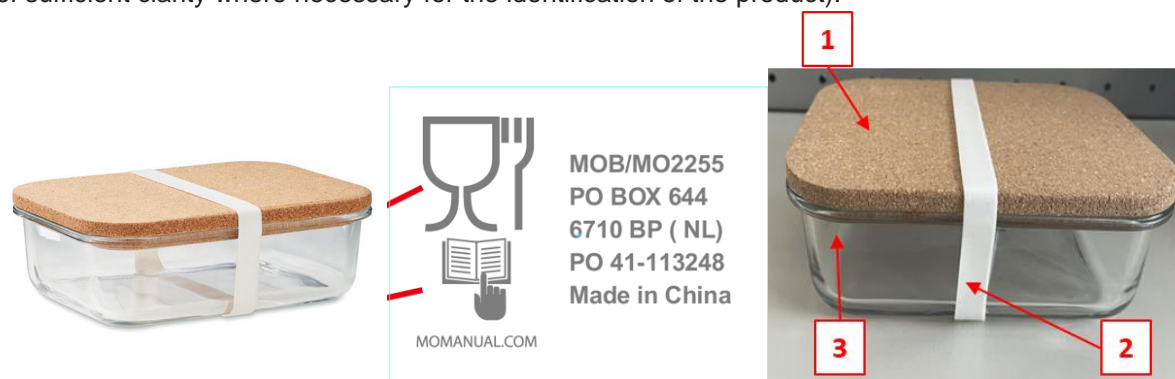 of sufficient clarity where necessary for the identification of the product).
1
MOB/MO2255
PO BOX 644
6710 BP ( NL)
PO 41-113248
Made in China
MOMANUAL.COM
3
2